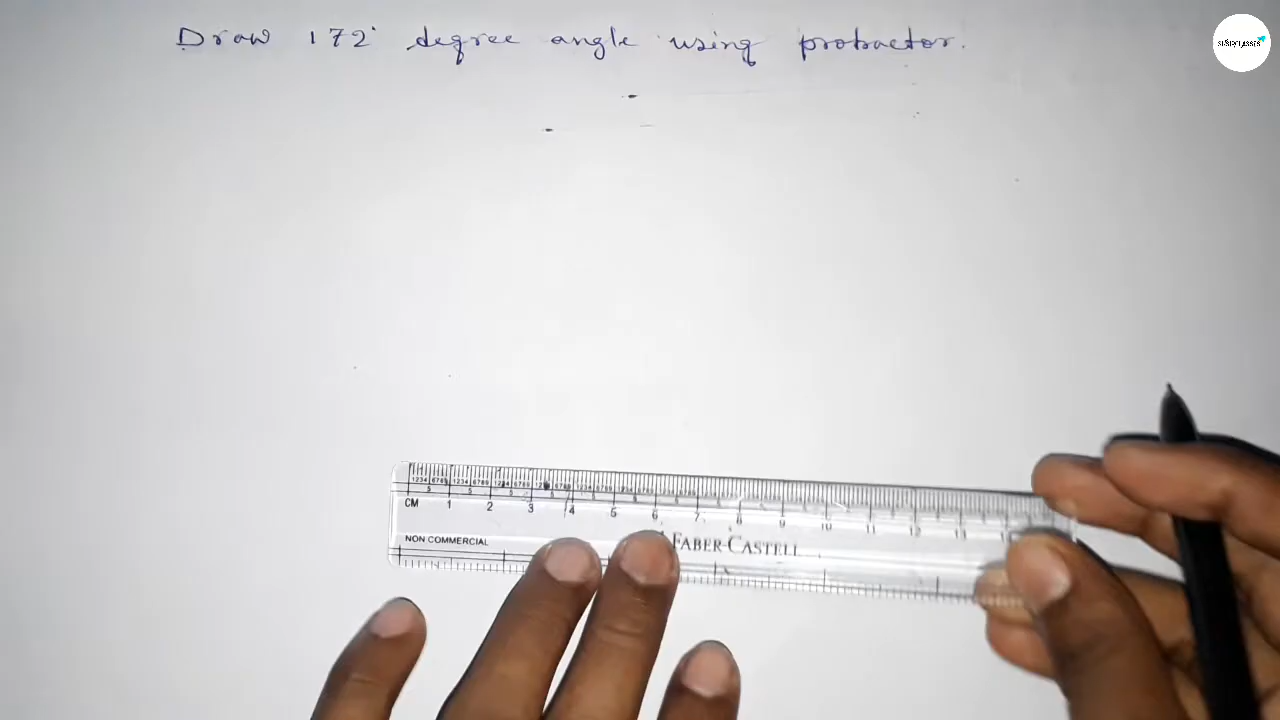 Draw 172° degree angle using protractor.
CM 1 2 3 4 5 6 7 8 9 10 11 12 13
FABER-CASTELL
NON COMMERCIAL